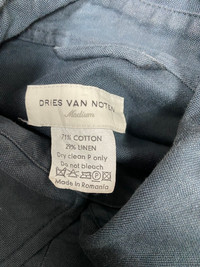 DRIES VAN NOTEN
Medium
71% COTTON
29% LINEN
Dry clean P only
Do not bleach
Made in Romania